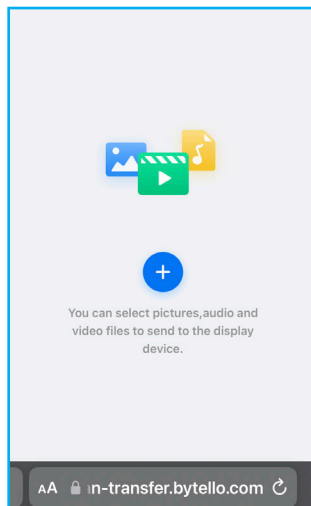 You can select pictures,audio and
video files to send to the display
device.
AA n-transfer.bytello.com